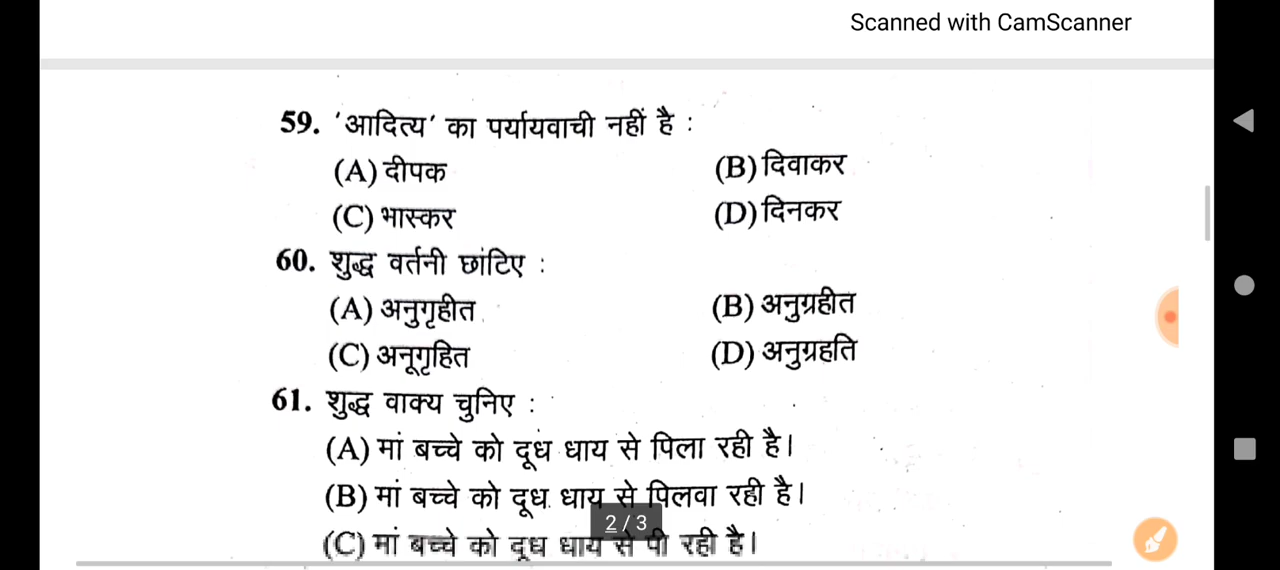 Scanned with CamScanner
59. 'आदित्य' का पर्यायवाची नहीं है :
(A) दीपक (B) दिवाकर
(C) भास्कर (D) दिनकर
60. शुद्ध वर्तनी छांटिए :
(A) अनुगृहीत (B) अनुग्रहीत
(C) अनूगृहित (D) अनुग्रहति
61. शुद्ध वाक्य चुनिए :
(A) मां बच्चे को दूध धाय से पिला रही है।
(B) मां बच्चे को दूध धाय से पिलवा रही है।
2 / 3
(C) मां बच्चे को दूध धाय से पी रही है।